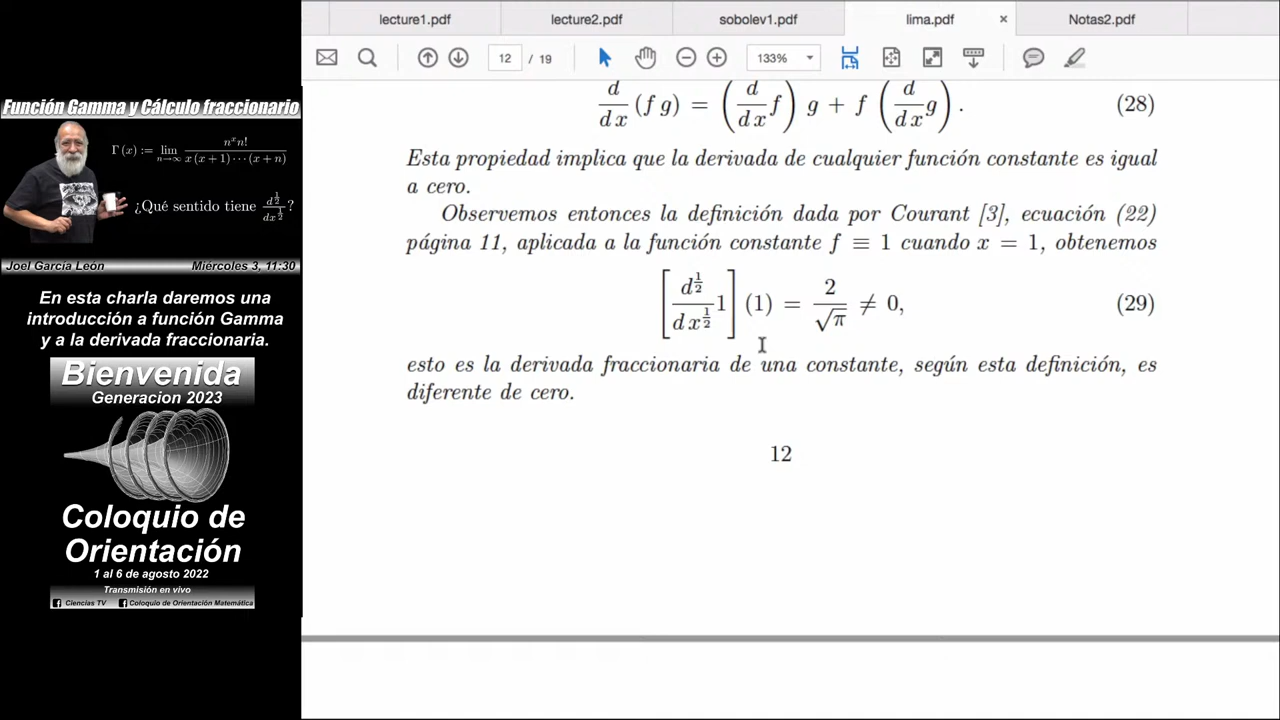 lecture1.pdf
lecture2.pdf
sobolev1.pdf
lima.pdf
×
Notas2.pdf
12 / 19
133%
d/dx (f g) = (d/dx f) g + f (d/dx g) . (28)
Esta propiedad implica que la derivada de cualquier función constante es igual
a cero.
Observemos entonces la definición dada por Courant [3], ecuación (22)
página 11, aplicada a la función constante f ≡ 1 cuando x = 1, obtenemos
[d^{1/2}/dx^{1/2} 1] (1) = 2/√π ≠ 0, (29)
esto es la derivada fraccionaria de una constante, según esta definición, es
diferente de cero.
12
Función Gamma y Cálculo fraccionario
Γ(x) := lim_{n→∞} n^x n! / x(x+1)···(x+n)
¿Qué sentido tiene d^{1/2}/dx^{1/2}?
Joel García León
Miércoles 3, 11:30
En esta charla daremos una
introducción a función Gamma
y a la derivada fraccionaria.
Bienvenida
Generacion 2023
Coloquio de
Orientación
1 al 6 de agosto 2022
Transmisión en vivo
Ciencias TV
Coloquio de Orientación Matemática